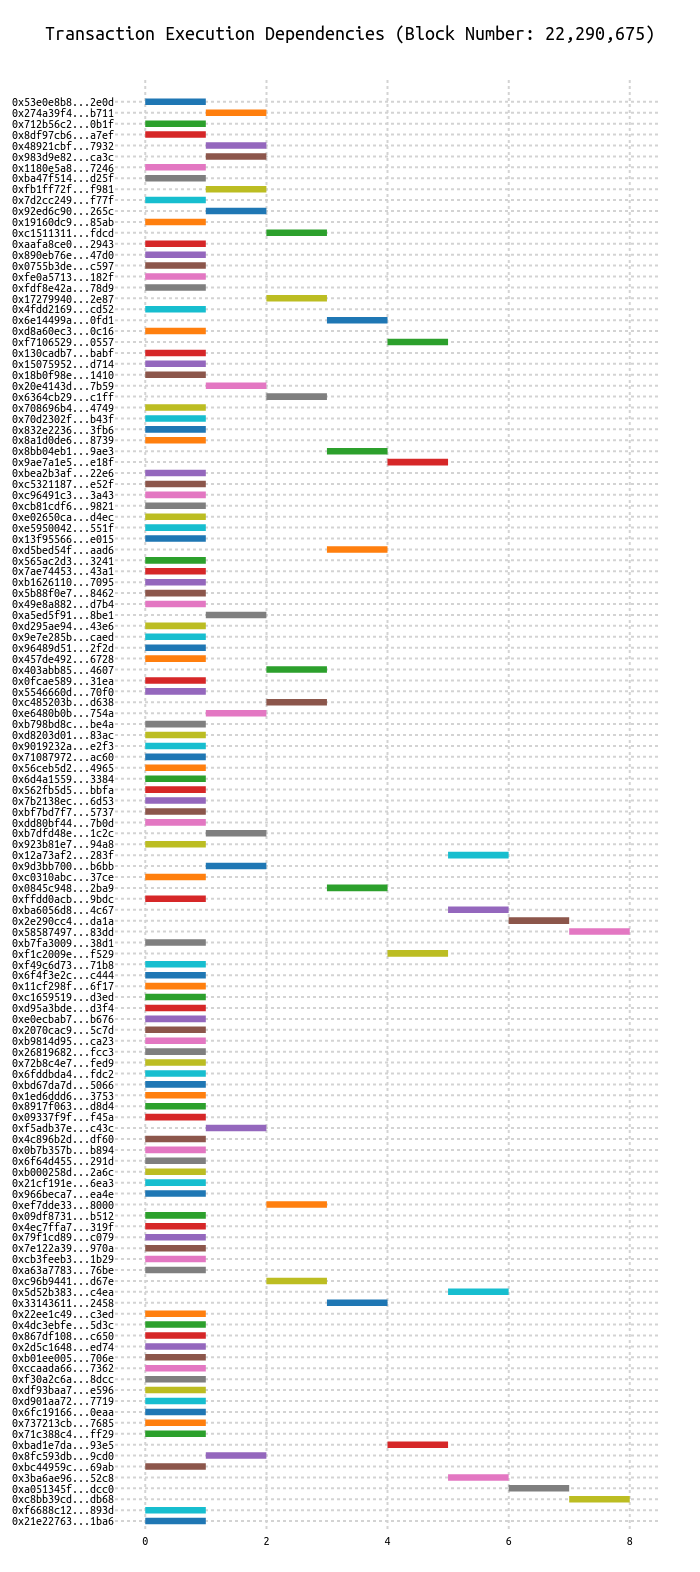 Transaction Execution Dependencies (Block Number: 22,290,675)
0x53e0e8b8...2e0d
0x274a39f4...b711
0x712b56c2...0b1f
0x8df97cb6...a7ef
0x48921cbf...7932
0x983d9e82...ca3c
0x1180e5a8...7246
0xba47f514...d25f
0xfb1ff72f...f981
0x7d2cc249...f77f
0x92ed6c90...265c
0x19160dc9...85ab
0xc1511311...fdcd
0xaafa8ce0...2943
0x890eb76e...47d0
0x0755b3de...c597
0xfe0a5713...182f
0xfdf8e42a...78d9
0x17279940...2e87
0x4fdd2169...cd52
0x6e14499a...0fd1
0xd8a60ec3...0c16
0xf7106529...0557
0x130cadb7...babf
0x15075952...d714
0x18b0f98e...1410
0x20e4143d...7b59
0x6364cb29...c1ff
0x708696b4...4749
0x70d2302f...b43f
0x832e2236...3fb6
0x8a1d0de6...8739
0x8bb04eb1...9ae3
0x9ae7a1e5...e18f
0xbea2b3af...22e6
0xc5321187...e52f
0xc96491c3...3a43
0xcb81cdf6...9821
0xe02650ca...d4ec
0xe5950042...551f
0x13f95566...e015
0xd5bed54f...aad6
0x565ac2d3...3241
0x7ae74453...43a1
0xb1626110...7095
0x5b88f0e7...8462
0x49e8a882...d7b4
0xa5ed5f91...8be1
0xd295ae94...43e6
0x9e7e285b...caed
0x96489d51...2f2d
0x457de492...6728
0x403abb85...4607
0x0fcae589...31ea
0x5546660d...70f0
0xc485203b...d638
0xe6480b0b...754a
0xb798bd8c...be4a
0xd8203d01...83ac
0x9019232a...e2f3
0x71087972...ac60
0x56ceb5d2...4965
0x6d4a1559...3384
0x562fb5d5...bbfa
0x7b2138ec...6d53
0xbf7bd7f7...5737
0xdd80bf44...7b0d
0xb7dfd48e...1c2c
0x923b81e7...94a8
0x12a73af2...283f
0x9d3bb700...b6bb
0xc0310abc...37ce
0x0845c948...2ba9
0xffdd0acb...9bdc
0xba6056d8...4c67
0x2e290cc4...da1a
0x58587497...83dd
0xb7fa3009...38d1
0xf1c2009e...f529
0xf49c6d73...71b8
0x6f4f3e2c...c444
0x11cf298f...6f17
0xc1659519...d3ed
0xd95a3bde...d3f4
0xe0ecbab7...b676
0x2070cac9...5c7d
0xb9814d95...ca23
0x26819682...fcc3
0x72b8c4e7...fed9
0x6fddbda4...fdc2
0xbd67da7d...5066
0x1ed6ddd6...3753
0x8917f063...d8d4
0x09337f9f...f45a
0xf5adb37e...c43c
0x4c896b2d...df60
0x0b7b357b...b894
0x6f64d455...291d
0xb000258d...2a6c
0x21cf191e...6ea3
0x966beca7...ea4e
0xef7dde33...8000
0x09df8731...b512
0x4ec7ffa7...319f
0x79f1cd89...c079
0x7e122a39...970a
0xcb3feeb3...1b29
0xa63a7783...76be
0xc96b9441...d67e
0x5d52b383...c4ea
0x33143611...2458
0x22ee1c49...c3ed
0x4dc3ebfe...5d3c
0x867df108...c650
0x2d5c1648...ed74
0xb01ee005...706e
0xccaada66...7362
0xf30a2c6a...8dcc
0xdf93baa7...e596
0xd901aa72...7719
0x6fc19166...0eaa
0x737213cb...7685
0x71c388c4...ff29
0xbad1e7da...93e5
0x8fc593db...9cd0
0xbc44959c...69ab
0x3ba6ae96...52c8
0xa051345f...dcc0
0xc8bb39cd...db68
0xf6688c12...893d
0x21e22763...1ba6
0 2 4 6 8